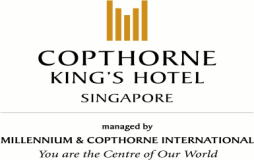 COPTHORNE
KING'S HOTEL
SINGAPORE
managed by
MILLENNIUM & COPTHORNE INTERNATIONAL
You are the Centre of Our World